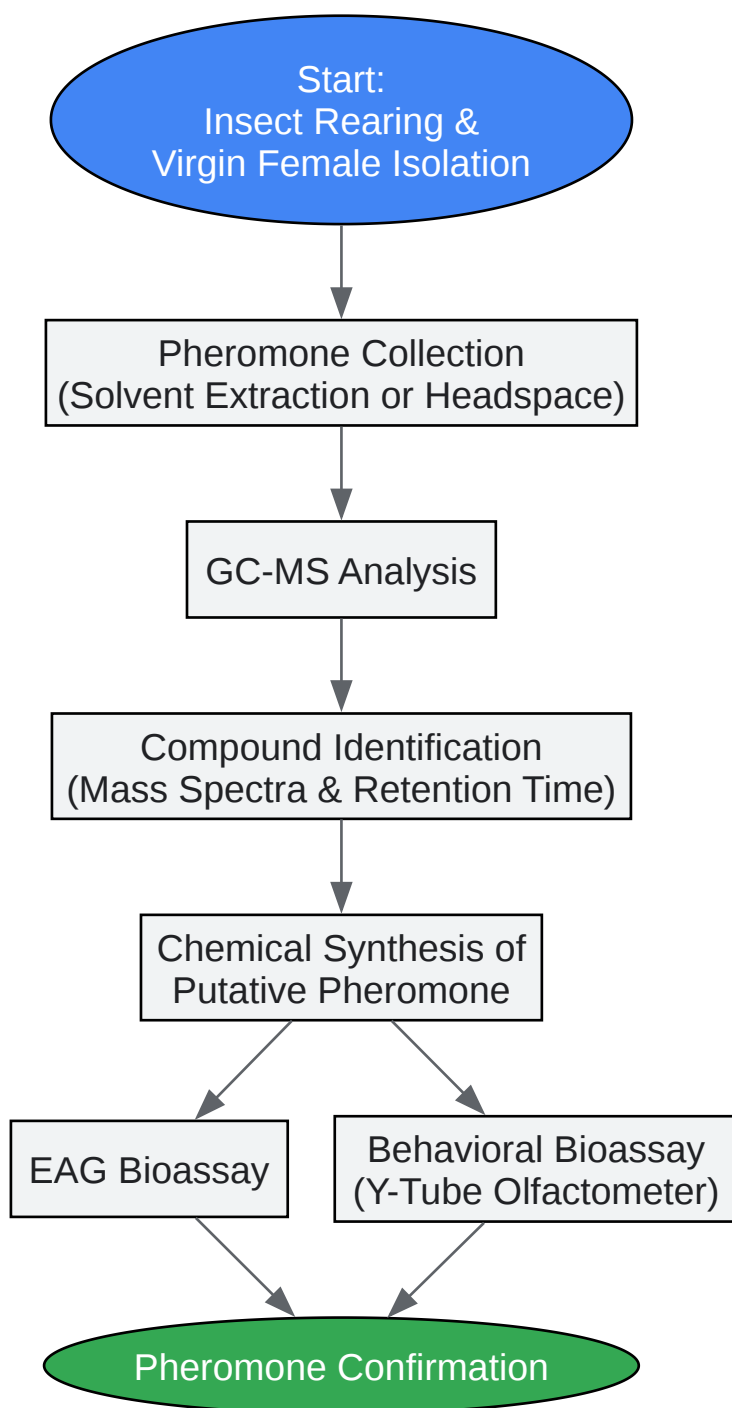 Start:
Insect Rearing &
Virgin Female Isolation
Pheromone Collection
(Solvent Extraction or Headspace)
GC-MS Analysis
Compound Identification
(Mass Spectra & Retention Time)
Chemical Synthesis of
Putative Pheromone
EAG Bioassay
Behavioral Bioassay
(Y-Tube Olfactometer)
Pheromone Confirmation